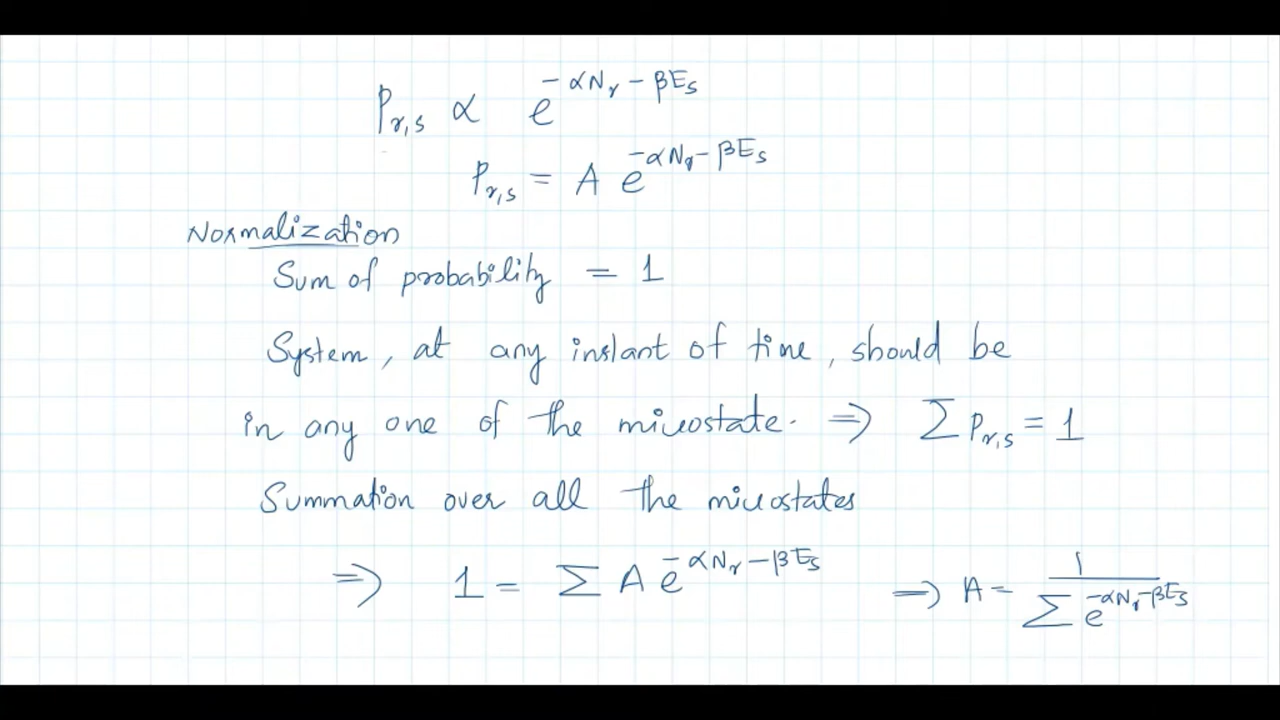 P_{r,s} ∝ e^{-αN_r - βE_s}
P_{r,s} = A e^{-αN_r - βE_s}
Normalization
Sum of probability = 1
System, at any instant of time, should be
in any one of the microstate. ⇒ Σ P_{r,s} = 1
Summation over all the microstates
⇒ 1 = Σ A e^{-αN_r - βE_s} ⇒ A = 1 / Σ e^{-αN_r - βE_s}